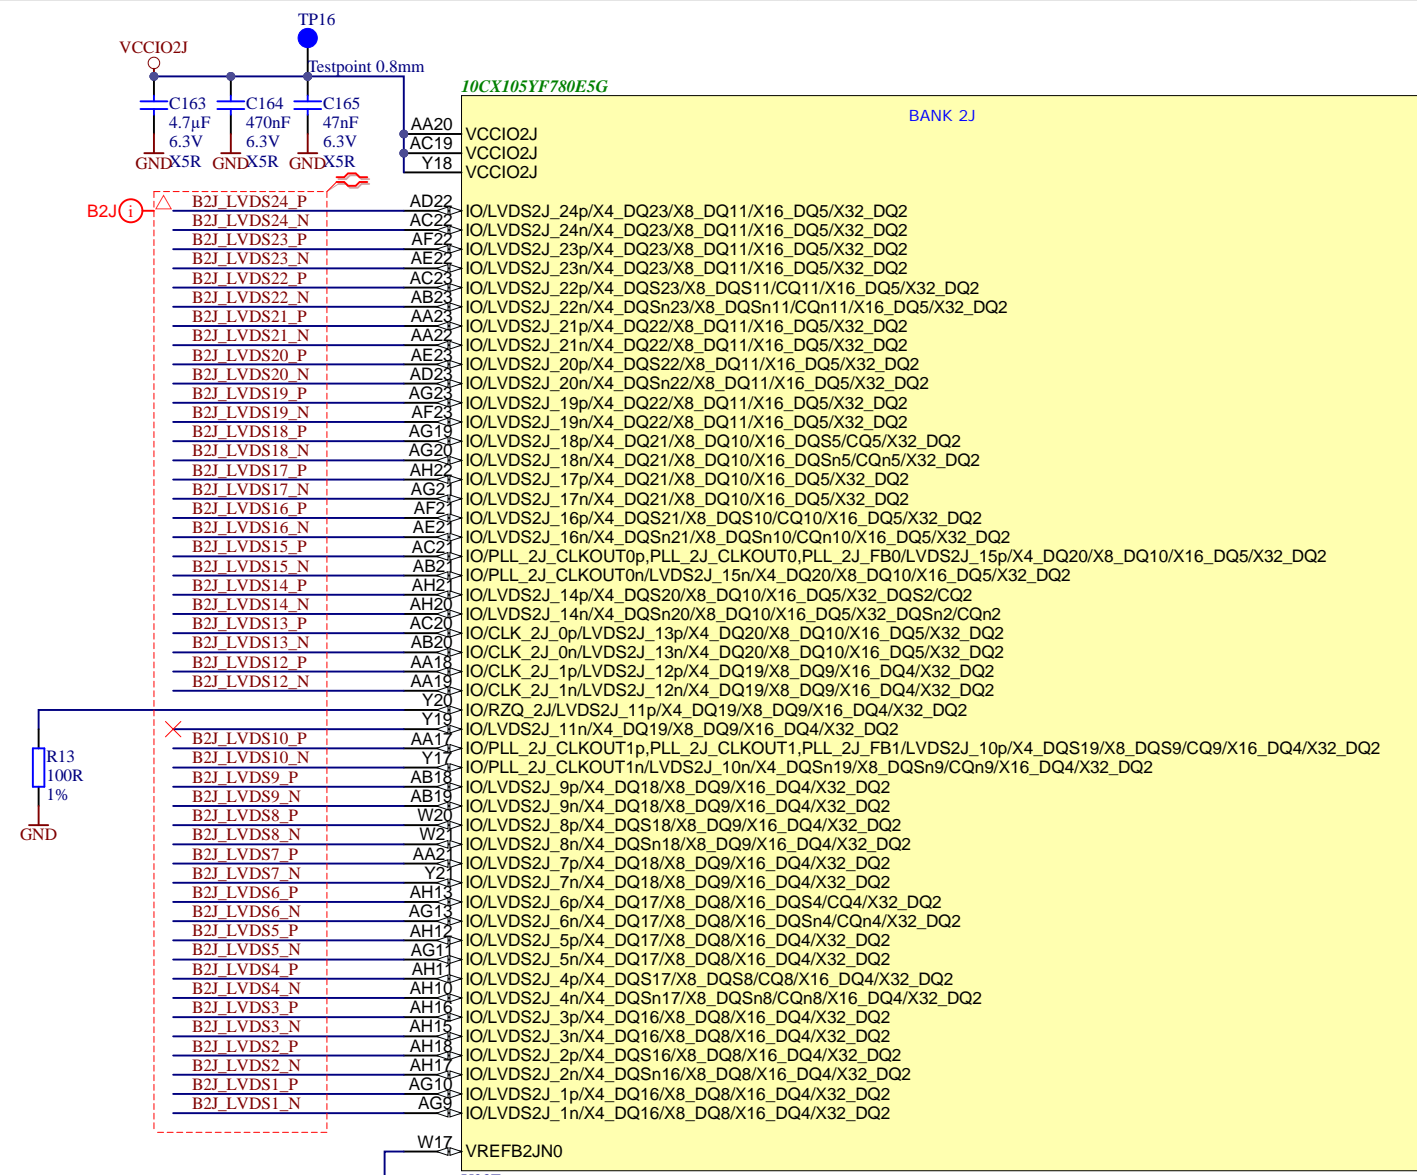 TP16
VCCIO2J
Testpoint 0.8mm
10CX105YF780E5G
BANK 2J
C163 C164 C165
4.7µF 470nF 47nF
6.3V 6.3V 6.3V
GND X5R GND X5R GND X5R
AA20 VCCIO2J
AC19 VCCIO2J
Y18 VCCIO2J
B2J i
B2J_LVDS24_P AD22 IO/LVDS2J_24p/X4_DQ23/X8_DQ11/X16_DQ5/X32_DQ2
B2J_LVDS24_N AC22 IO/LVDS2J_24n/X4_DQ23/X8_DQ11/X16_DQ5/X32_DQ2
B2J_LVDS23_P AF22 IO/LVDS2J_23p/X4_DQ23/X8_DQ11/X16_DQ5/X32_DQ2
B2J_LVDS23_N AE22 IO/LVDS2J_23n/X4_DQ23/X8_DQ11/X16_DQ5/X32_DQ2
B2J_LVDS22_P AC23 IO/LVDS2J_22p/X4_DQS23/X8_DQS11/CQ11/X16_DQ5/X32_DQ2
B2J_LVDS22_N AB23 IO/LVDS2J_22n/X4_DQSn23/X8_DQSn11/CQn11/X16_DQ5/X32_DQ2
B2J_LVDS21_P AA23 IO/LVDS2J_21p/X4_DQ22/X8_DQ11/X16_DQ5/X32_DQ2
B2J_LVDS21_N AA22 IO/LVDS2J_21n/X4_DQ22/X8_DQ11/X16_DQ5/X32_DQ2
B2J_LVDS20_P AE23 IO/LVDS2J_20p/X4_DQS22/X8_DQ11/X16_DQ5/X32_DQ2
B2J_LVDS20_N AD23 IO/LVDS2J_20n/X4_DQSn22/X8_DQ11/X16_DQ5/X32_DQ2
B2J_LVDS19_P AG23 IO/LVDS2J_19p/X4_DQ22/X8_DQ11/X16_DQ5/X32_DQ2
B2J_LVDS19_N AF23 IO/LVDS2J_19n/X4_DQ22/X8_DQ11/X16_DQ5/X32_DQ2
B2J_LVDS18_P AG19 IO/LVDS2J_18p/X4_DQ21/X8_DQ10/X16_DQS5/CQ5/X32_DQ2
B2J_LVDS18_N AG20 IO/LVDS2J_18n/X4_DQ21/X8_DQ10/X16_DQSn5/CQn5/X32_DQ2
B2J_LVDS17_P AH22 IO/LVDS2J_17p/X4_DQ21/X8_DQ10/X16_DQ5/X32_DQ2
B2J_LVDS17_N AG21 IO/LVDS2J_17n/X4_DQ21/X8_DQ10/X16_DQ5/X32_DQ2
B2J_LVDS16_P AF21 IO/LVDS2J_16p/X4_DQS21/X8_DQS10/CQ10/X16_DQ5/X32_DQ2
B2J_LVDS16_N AE21 IO/LVDS2J_16n/X4_DQSn21/X8_DQSn10/CQn10/X16_DQ5/X32_DQ2
B2J_LVDS15_P AC21 IO/PLL_2J_CLKOUT0p,PLL_2J_CLKOUT0,PLL_2J_FB0/LVDS2J_15p/X4_DQ20/X8_DQ10/X16_DQ5/X32_DQ2
B2J_LVDS15_N AB21 IO/PLL_2J_CLKOUT0n/LVDS2J_15n/X4_DQ20/X8_DQ10/X16_DQ5/X32_DQ2
B2J_LVDS14_P AH21 IO/LVDS2J_14p/X4_DQS20/X8_DQ10/X16_DQ5/X32_DQS2/CQ2
B2J_LVDS14_N AH20 IO/LVDS2J_14n/X4_DQSn20/X8_DQ10/X16_DQ5/X32_DQSn2/CQn2
B2J_LVDS13_P AC20 IO/CLK_2J_0p/LVDS2J_13p/X4_DQ20/X8_DQ10/X16_DQ5/X32_DQ2
B2J_LVDS13_N AB20 IO/CLK_2J_0n/LVDS2J_13n/X4_DQ20/X8_DQ10/X16_DQ5/X32_DQ2
B2J_LVDS12_P AA18 IO/CLK_2J_1p/LVDS2J_12p/X4_DQ19/X8_DQ9/X16_DQ4/X32_DQ2
B2J_LVDS12_N AA19 IO/CLK_2J_1n/LVDS2J_12n/X4_DQ19/X8_DQ9/X16_DQ4/X32_DQ2
Y20 IO/RZQ_2J/LVDS2J_11p/X4_DQ19/X8_DQ9/X16_DQ4/X32_DQ2
Y19 IO/LVDS2J_11n/X4_DQ19/X8_DQ9/X16_DQ4/X32_DQ2
B2J_LVDS10_P AA17 IO/PLL_2J_CLKOUT1p,PLL_2J_CLKOUT1,PLL_2J_FB1/LVDS2J_10p/X4_DQS19/X8_DQS9/CQ9/X16_DQ4/X32_DQ2
B2J_LVDS10_N Y17 IO/PLL_2J_CLKOUT1n/LVDS2J_10n/X4_DQSn19/X8_DQSn9/CQn9/X16_DQ4/X32_DQ2
R13
100R
1%
GND
B2J_LVDS9_P AB18 IO/LVDS2J_9p/X4_DQ18/X8_DQ9/X16_DQ4/X32_DQ2
B2J_LVDS9_N AB19 IO/LVDS2J_9n/X4_DQ18/X8_DQ9/X16_DQ4/X32_DQ2
B2J_LVDS8_P W20 IO/LVDS2J_8p/X4_DQS18/X8_DQ9/X16_DQ4/X32_DQ2
B2J_LVDS8_N W21 IO/LVDS2J_8n/X4_DQSn18/X8_DQ9/X16_DQ4/X32_DQ2
B2J_LVDS7_P AA21 IO/LVDS2J_7p/X4_DQ18/X8_DQ9/X16_DQ4/X32_DQ2
B2J_LVDS7_N Y21 IO/LVDS2J_7n/X4_DQ18/X8_DQ9/X16_DQ4/X32_DQ2
B2J_LVDS6_P AH13 IO/LVDS2J_6p/X4_DQ17/X8_DQ8/X16_DQS4/CQ4/X32_DQ2
B2J_LVDS6_N AG13 IO/LVDS2J_6n/X4_DQ17/X8_DQ8/X16_DQSn4/CQn4/X32_DQ2
B2J_LVDS5_P AH12 IO/LVDS2J_5p/X4_DQ17/X8_DQ8/X16_DQ4/X32_DQ2
B2J_LVDS5_N AG11 IO/LVDS2J_5n/X4_DQ17/X8_DQ8/X16_DQ4/X32_DQ2
B2J_LVDS4_P AH11 IO/LVDS2J_4p/X4_DQS17/X8_DQS8/CQ8/X16_DQ4/X32_DQ2
B2J_LVDS4_N AH10 IO/LVDS2J_4n/X4_DQSn17/X8_DQSn8/CQn8/X16_DQ4/X32_DQ2
B2J_LVDS3_P AH16 IO/LVDS2J_3p/X4_DQ16/X8_DQ8/X16_DQ4/X32_DQ2
B2J_LVDS3_N AH15 IO/LVDS2J_3n/X4_DQ16/X8_DQ8/X16_DQ4/X32_DQ2
B2J_LVDS2_P AH18 IO/LVDS2J_2p/X4_DQS16/X8_DQ8/X16_DQ4/X32_DQ2
B2J_LVDS2_N AH17 IO/LVDS2J_2n/X4_DQSn16/X8_DQ8/X16_DQ4/X32_DQ2
B2J_LVDS1_P AG10 IO/LVDS2J_1p/X4_DQ16/X8_DQ8/X16_DQ4/X32_DQ2
B2J_LVDS1_N AG9 IO/LVDS2J_1n/X4_DQ16/X8_DQ8/X16_DQ4/X32_DQ2
W17 VREFB2JN0